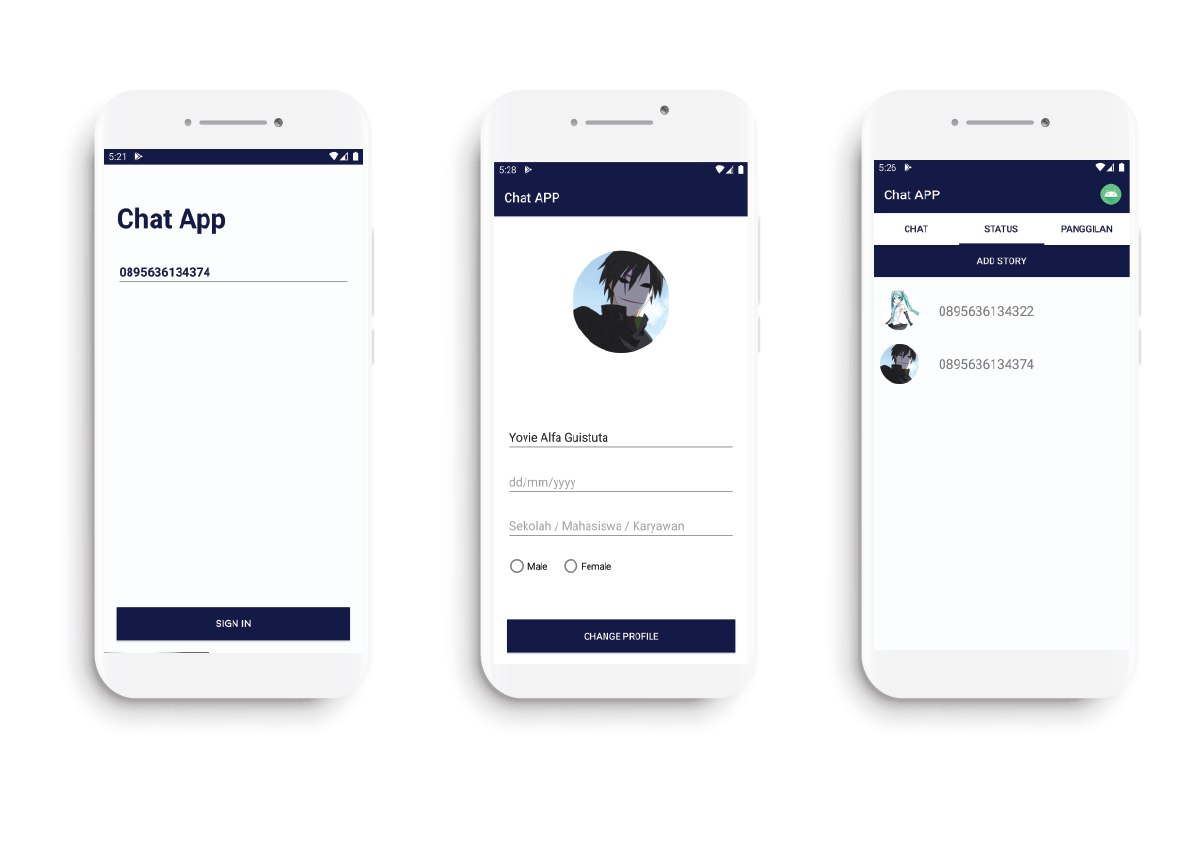 5:21
Chat App
0895636134374
SIGN IN
5:28
Chat APP
Yovie Alfa Guistuta
dd/mm/yyyy
Sekolah / Mahasiswa / Karyawan
Male Female
CHANGE PROFILE
5:26
Chat APP
CHAT STATUS PANGGILAN
ADD STORY
0895636134322
0895636134374